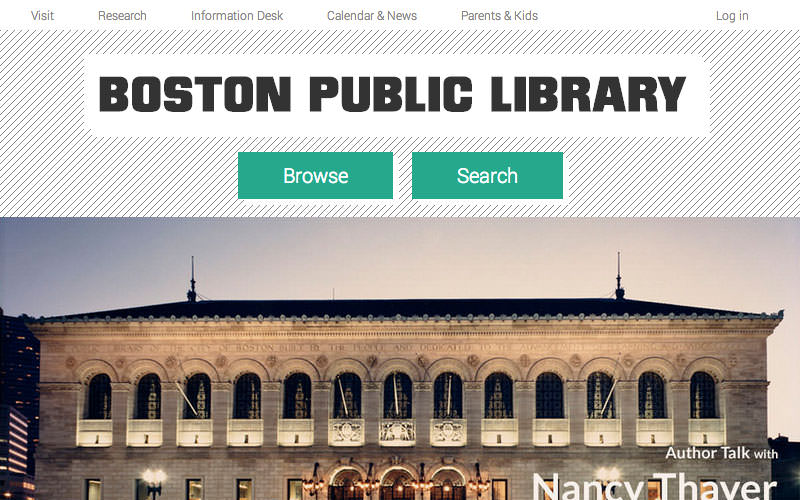 Visit
Research
Information Desk
Calendar & News
Parents & Kids
Log in
BOSTON PUBLIC LIBRARY
Browse
Search
Author Talk with
Nancy Thayer